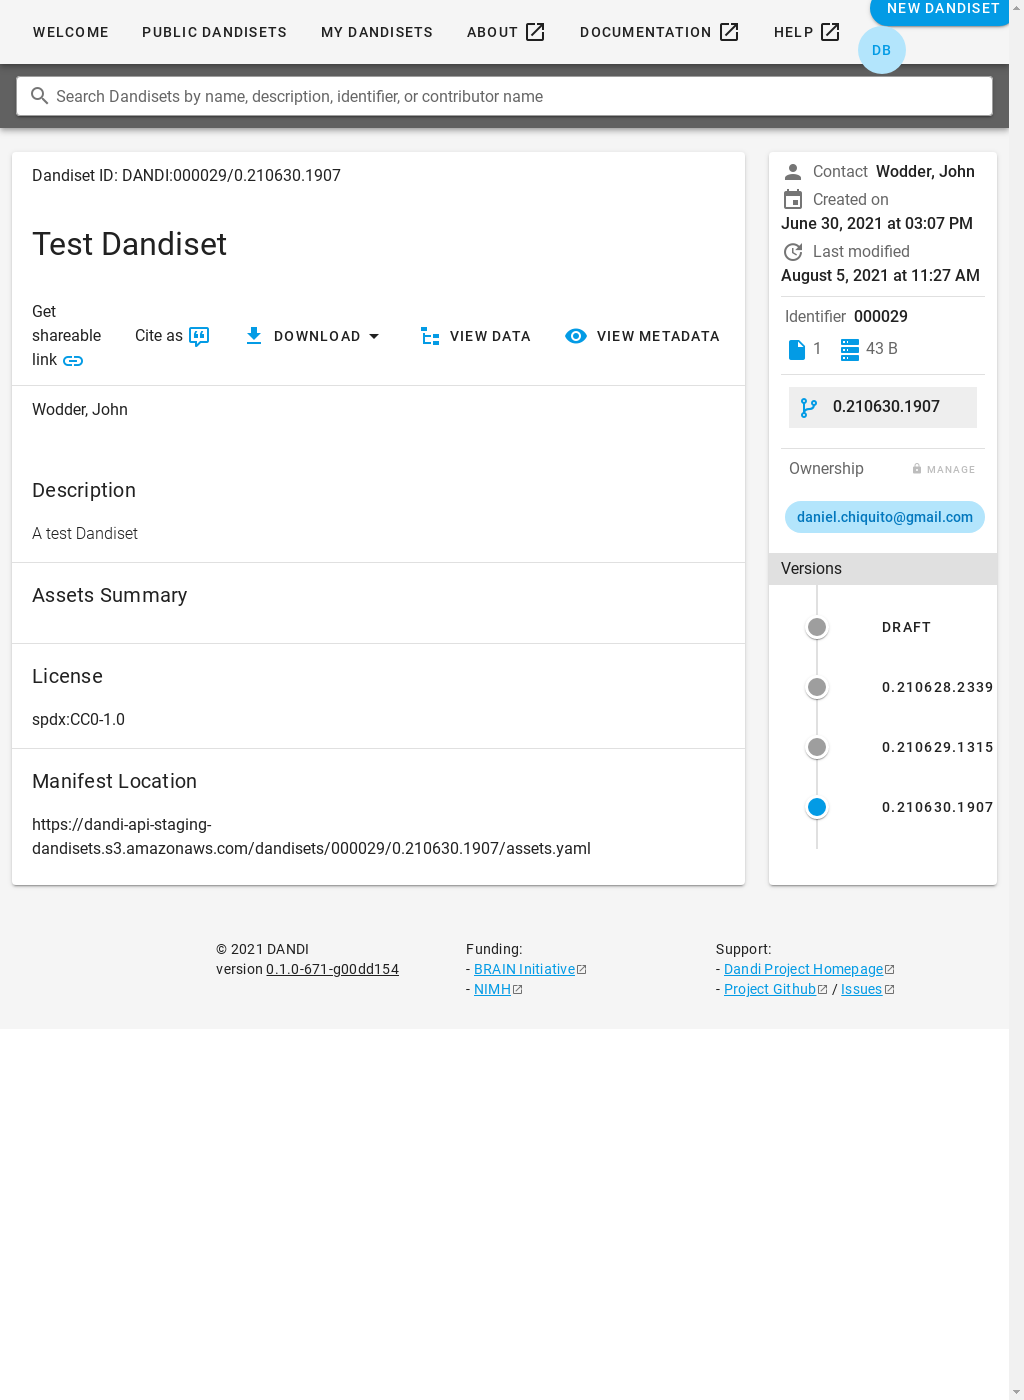 NEW DANDISET
WELCOME PUBLIC DANDISETS MY DANDISETS ABOUT DOCUMENTATION HELP
DB
Search Dandisets by name, description, identifier, or contributor name
Dandiset ID: DANDI:000029/0.210630.1907
Test Dandiset
Get
shareable
link
Cite as
DOWNLOAD
VIEW DATA
VIEW METADATA
Wodder, John
Description
A test Dandiset
Assets Summary
License
spdx:CC0-1.0
Manifest Location
https://dandi-api-staging-
dandisets.s3.amazonaws.com/dandisets/000029/0.210630.1907/assets.yaml
Contact Wodder, John
Created on
June 30, 2021 at 03:07 PM
Last modified
August 5, 2021 at 11:27 AM
Identifier 000029
1 43 B
0.210630.1907
Ownership MANAGE
daniel.chiquito@gmail.com
Versions
DRAFT
0.210628.2339
0.210629.1315
0.210630.1907
© 2021 DANDI
version 0.1.0-671-g00dd154
Funding:
- BRAIN Initiative
- NIMH
Support:
- Dandi Project Homepage
- Project Github / Issues